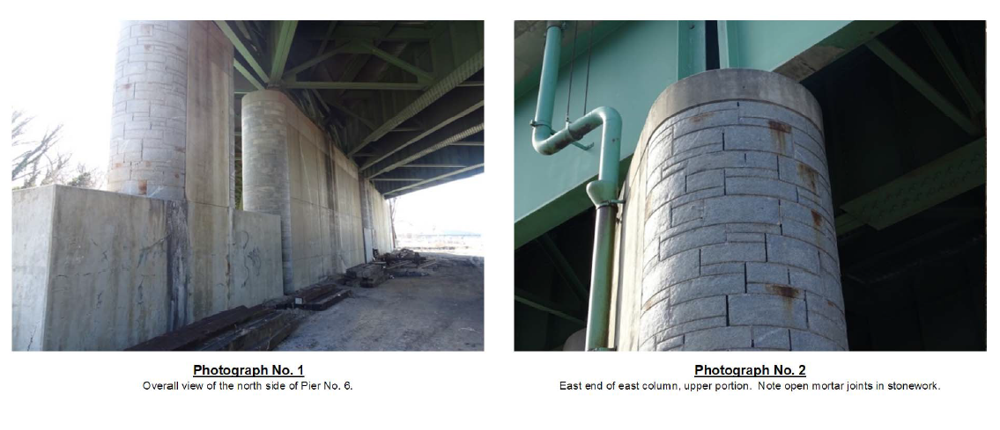 Photograph No. 1
Overall view of the north side of Pier No. 6.
Photograph No. 2
East end of east column, upper portion.  Note open mortar joints in stonework.